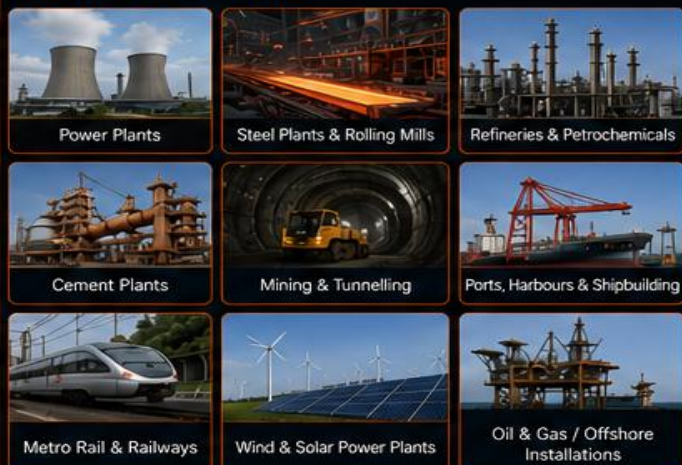 Power Plants
Steel Plants & Rolling Mills
Refineries & Petrochemicals
Cement Plants
Mining & Tunnelling
Ports, Harbours & Shipbuilding
Metro Rail & Railways
Wind & Solar Power Plants
Oil & Gas / Offshore
Installations